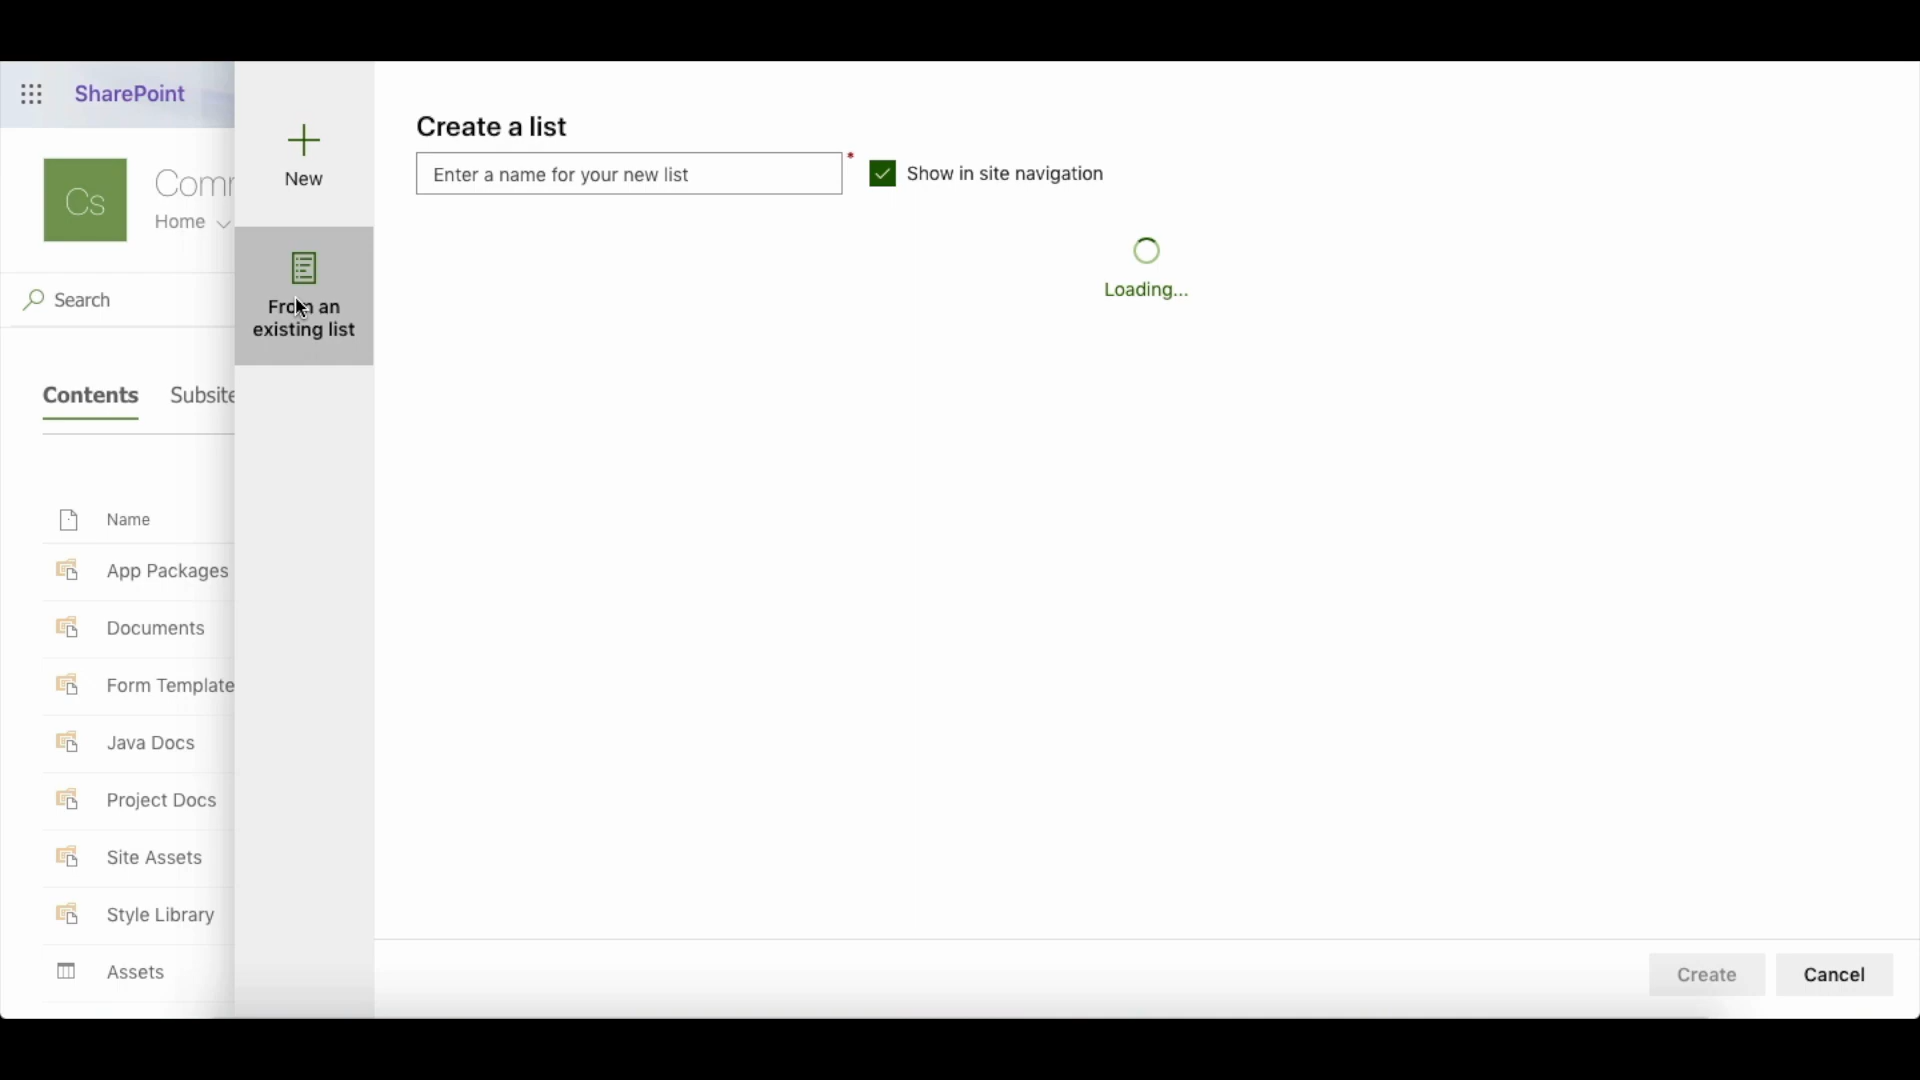 SharePoint
Cs
Comm
Home
Search
Contents Subsite
Name
App Packages
Documents
Form Template
Java Docs
Project Docs
Site Assets
Style Library
Assets
New
From an
existing list
Create a list
Enter a name for your new list * Show in site navigation
Loading...
Create Cancel